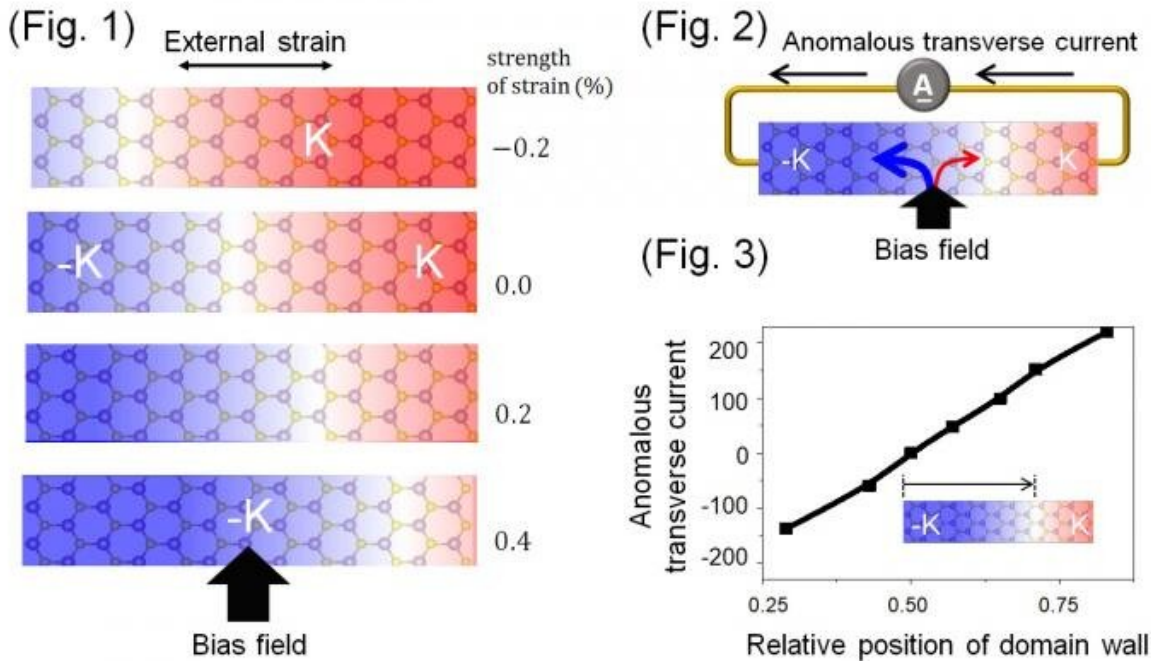 (Fig. 1)
External strain
strength
of strain (%)
K
−0.2
-K
K
0.0
0.2
-K
0.4
Bias field
(Fig. 2)
Anomalous transverse current
A
-K
K
Bias field
(Fig. 3)
Anomalous
transverse current
200
100
0
-100
-200
-K
K
0.25
0.50
0.75
Relative position of domain wall